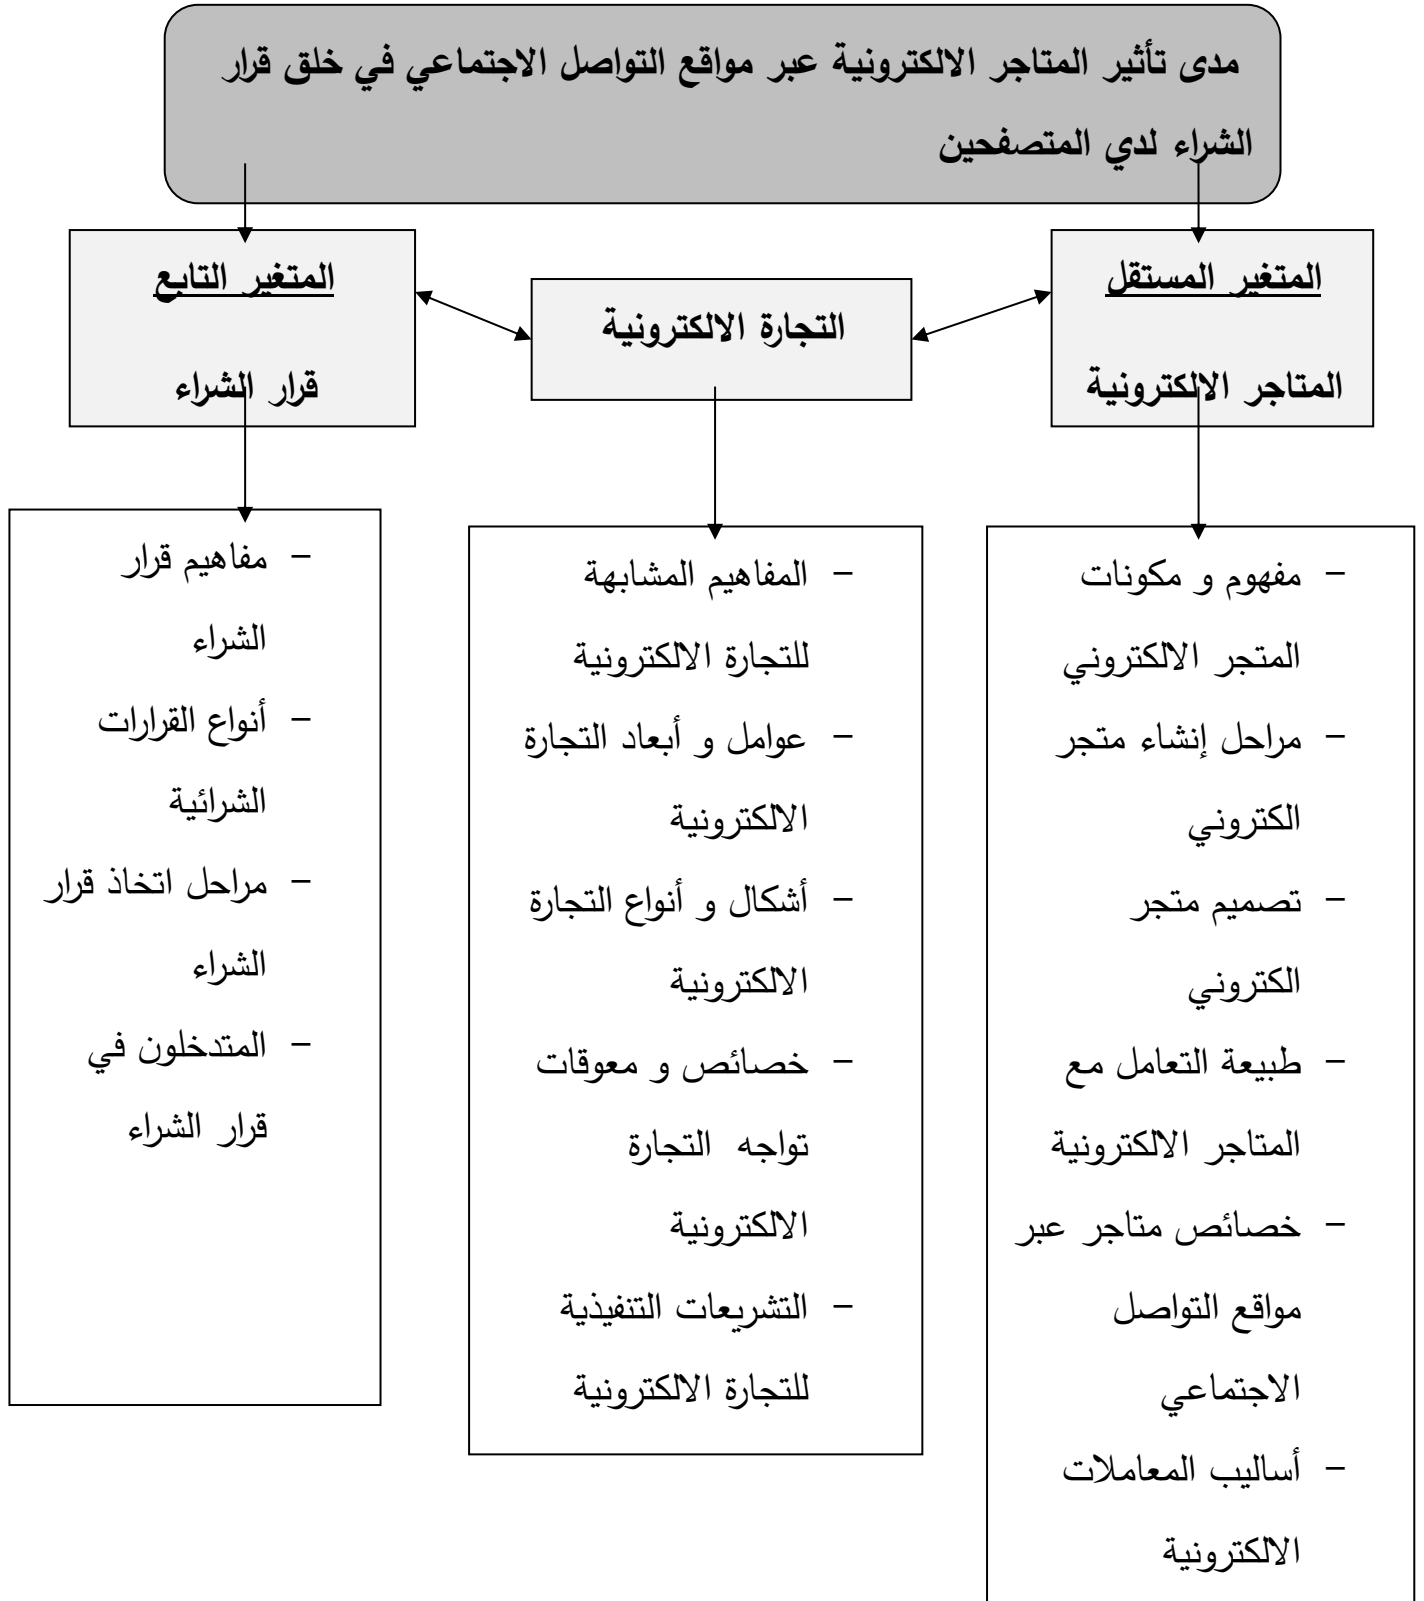 مدى تأثير المتاجر الالكترونية عبر مواقع التواصل الاجتماعي في خلق قرار
الشراء لدي المتصفحين
المتغير المستقل
المتاجر الالكترونية
التجارة الالكترونية
المتغير التابع
قرار الشراء
- مفهوم و مكونات
المتجر الالكتروني
- مراحل إنشاء متجر
الكتروني
- تصميم متجر
الكتروني
- طبيعة التعامل مع
المتاجر الالكترونية
- خصائص متاجر عبر
مواقع التواصل
الاجتماعي
- أساليب المعاملات
الالكترونية
- المفاهيم المشابهة
للتجارة الالكترونية
- عوامل و أبعاد التجارة
الالكترونية
- أشكال و أنواع التجارة
الالكترونية
- خصائص و معوقات
تواجه التجارة
الالكترونية
- التشريعات التنفيذية
للتجارة الالكترونية
- مفاهيم قرار
الشراء
- أنواع القرارات
الشرائية
- مراحل اتخاذ قرار
الشراء
- المتدخلون في
قرار الشراء